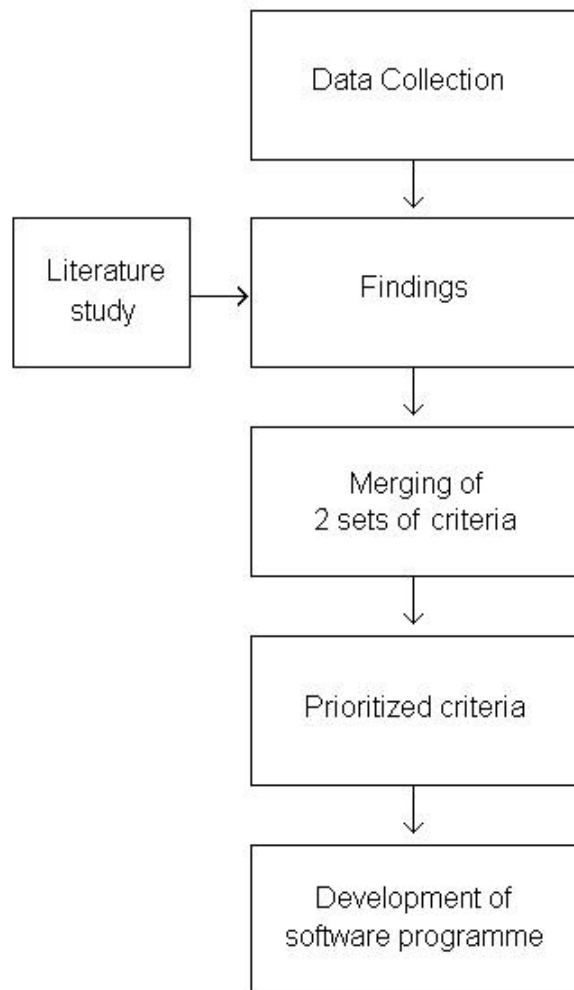 Data Collection
Literature
study
Findings
Merging of
2 sets of criteria
Prioritized criteria
Development of
software programme